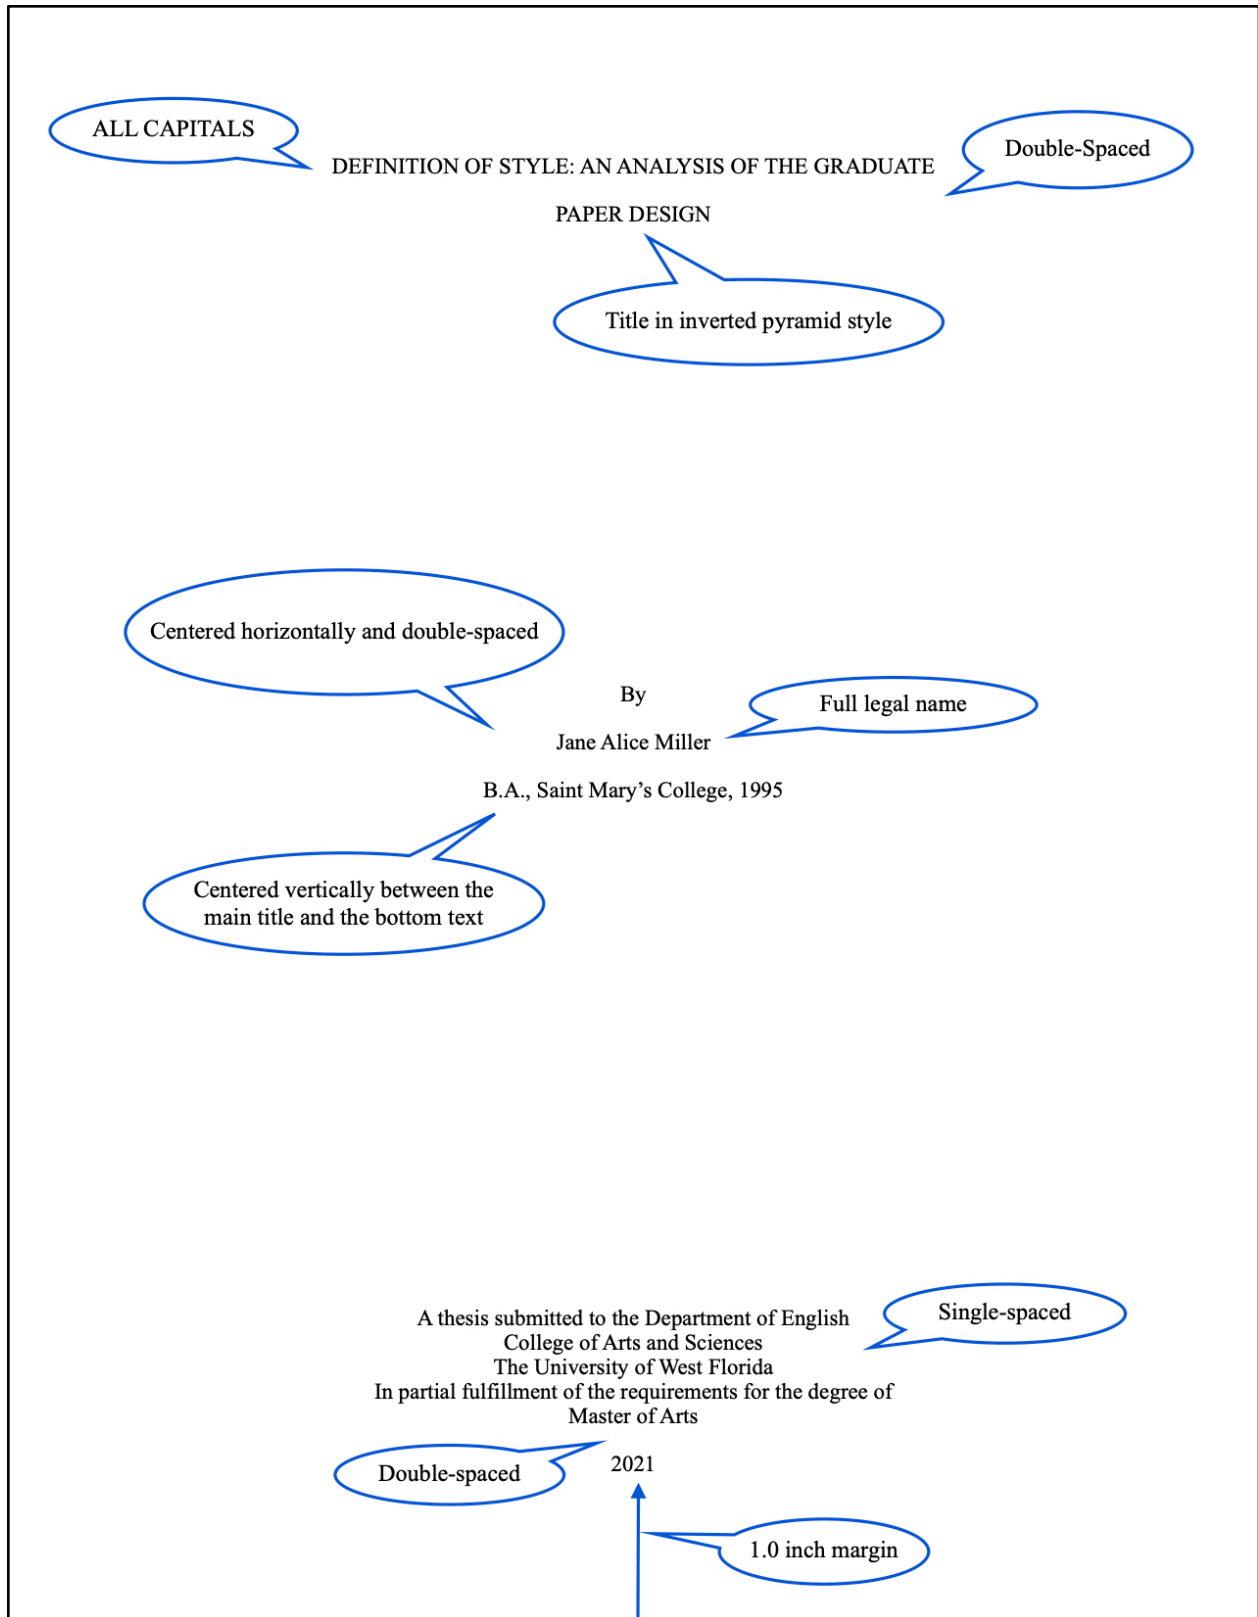 ALL CAPITALS
DEFINITION OF STYLE: AN ANALYSIS OF THE GRADUATE
Double-Spaced
PAPER DESIGN
Title in inverted pyramid style
Centered horizontally and double-spaced
By
Full legal name
Jane Alice Miller
B.A., Saint Mary’s College, 1995
Centered vertically between the
main title and the bottom text
A thesis submitted to the Department of English
Single-spaced
College of Arts and Sciences
The University of West Florida
In partial fulfillment of the requirements for the degree of
Master of Arts
Double-spaced
2021
1.0 inch margin